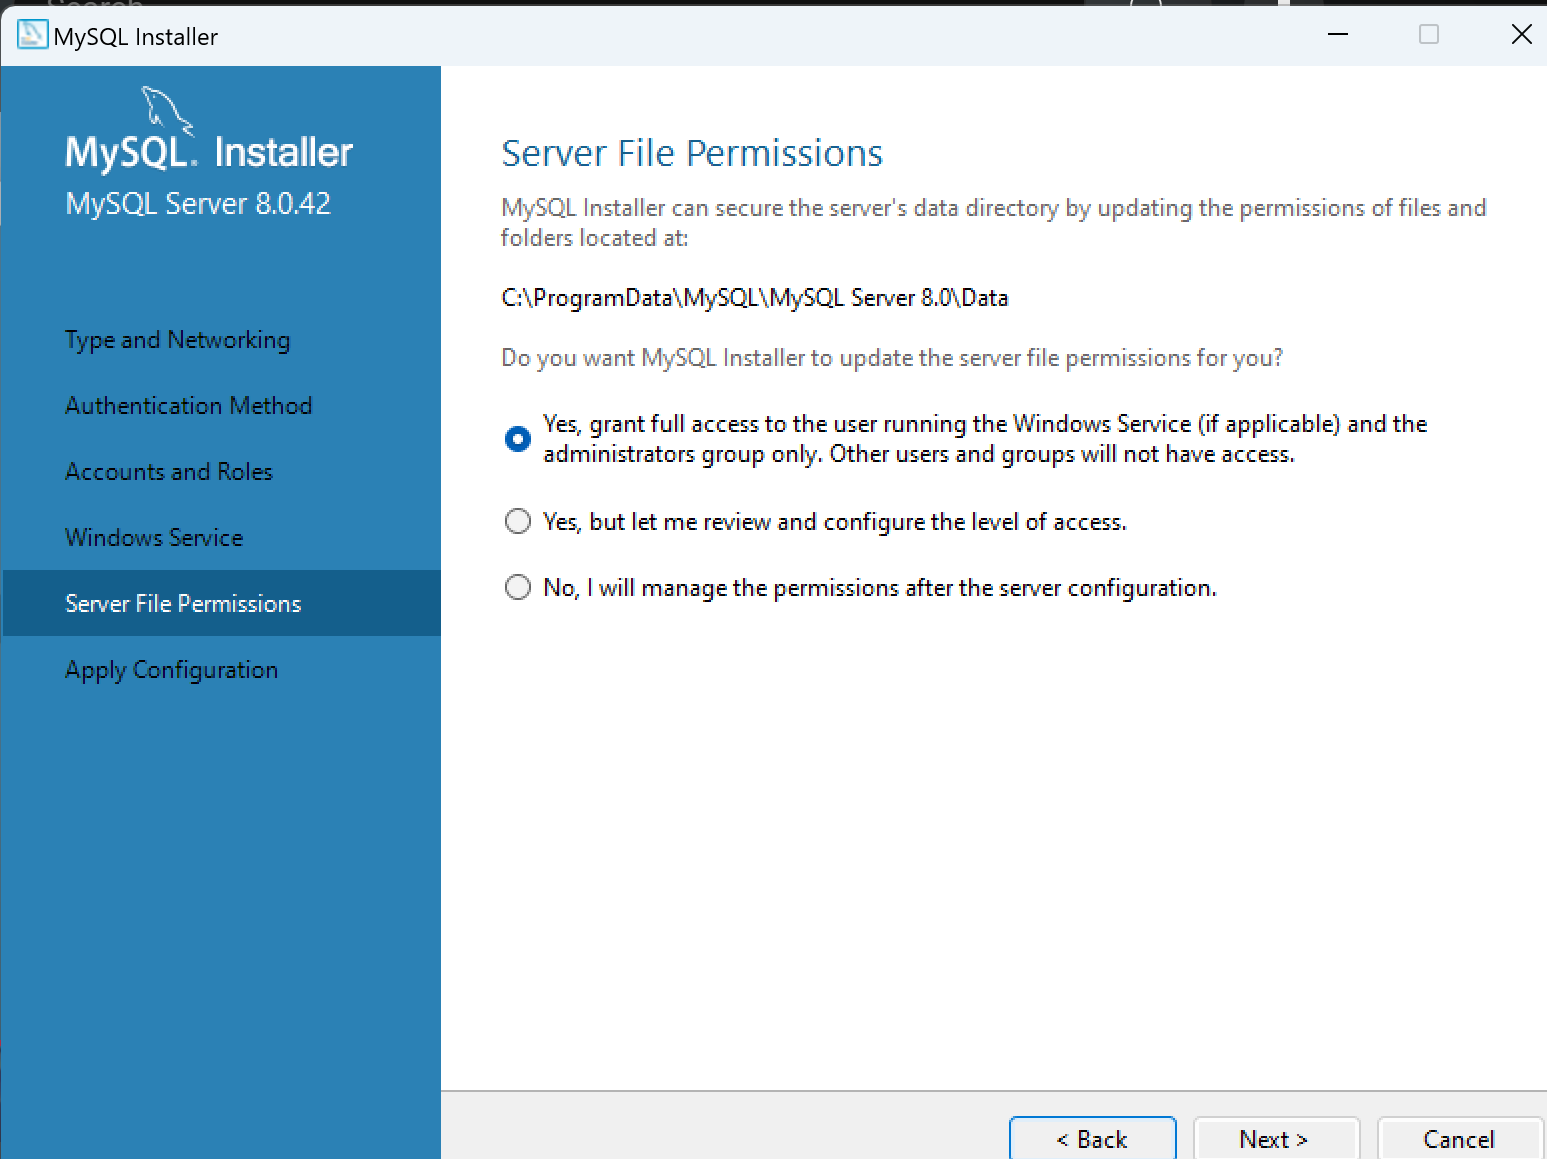 Search
MySQL Installer
MySQL. Installer
MySQL Server 8.0.42
Type and Networking
Authentication Method
Accounts and Roles
Windows Service
Server File Permissions
Apply Configuration
Server File Permissions
MySQL Installer can secure the server's data directory by updating the permissions of files and
folders located at:
C:\ProgramData\MySQL\MySQL Server 8.0\Data
Do you want MySQL Installer to update the server file permissions for you?
Yes, grant full access to the user running the Windows Service (if applicable) and the
administrators group only. Other users and groups will not have access.
Yes, but let me review and configure the level of access.
No, I will manage the permissions after the server configuration.
< Back
Next >
Cancel